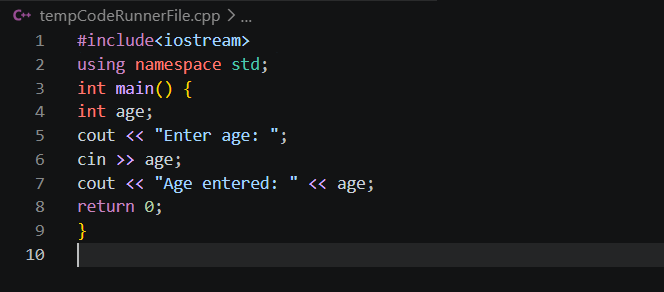 C++ tempCodeRunnerFile.cpp > ...
1 #include<iostream>
2 using namespace std;
3 int main() {
4 int age;
5 cout << "Enter age: ";
6 cin >> age;
7 cout << "Age entered: " << age;
8 return 0;
9 }
10